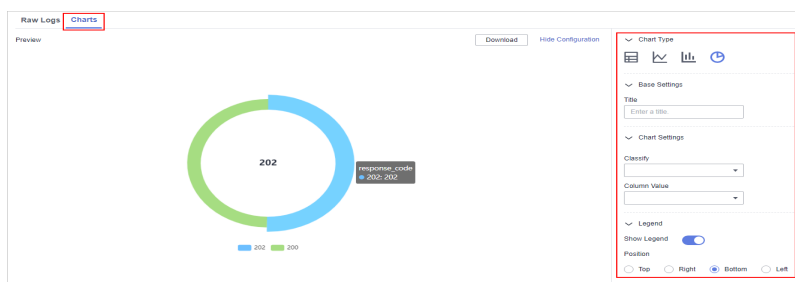 Raw Logs Charts
Preview
Download Hide Configuration
202
response_code
202: 202
202 200
Chart Type
Base Settings
Title
Enter a title.
Chart Settings
Classify
Column Value
Legend
Show Legend
Position
Top Right Bottom Left